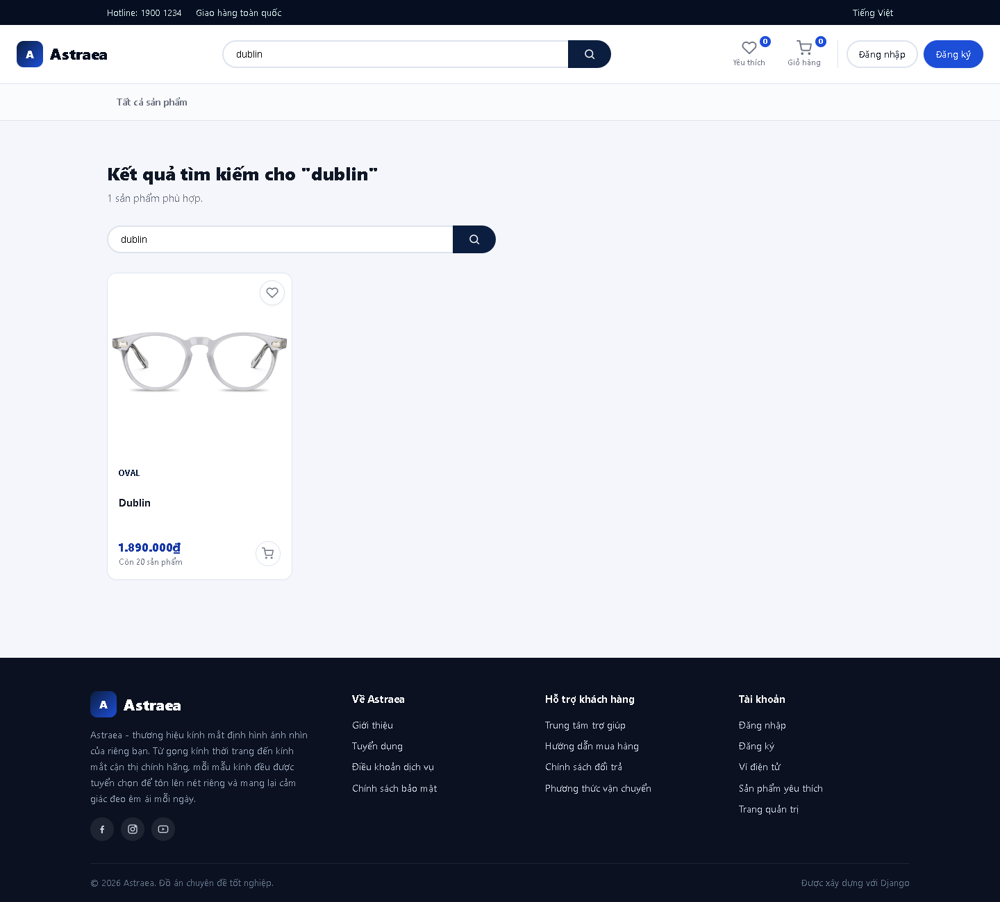 Hotline: 1900 1234 Giao hàng toàn quốc Tiếng Việt
A Astraea
dublin
0
Yêu thích
0
Giỏ hàng
Đăng nhập
Đăng ký
Tất cả sản phẩm
Kết quả tìm kiếm cho "dublin"
1 sản phẩm phù hợp.
dublin
OVAL
Dublin
1.890.000₫
Còn 20 sản phẩm
A Astraea
Astraea - thương hiệu kính mắt định hình ảnh nhìn
của riêng bạn. Từ gọng kính thời trang đến kính
mắt cận thị chính hãng, mỗi mẫu kính đều được
tuyển chọn để tôn lên nét riêng và mang lại cảm
giác đeo êm ái mỗi ngày.
Về Astraea
Giới thiệu
Tuyển dụng
Điều khoản dịch vụ
Chính sách bảo mật
Hỗ trợ khách hàng
Trung tâm trợ giúp
Hướng dẫn mua hàng
Chính sách đổi trả
Phương thức vận chuyển
Tài khoản
Đăng nhập
Đăng ký
Ví điện tử
Sản phẩm yêu thích
Trang quản trị
© 2026 Astraea. Đồ án chuyên đề tốt nghiệp.
Được xây dựng với Django